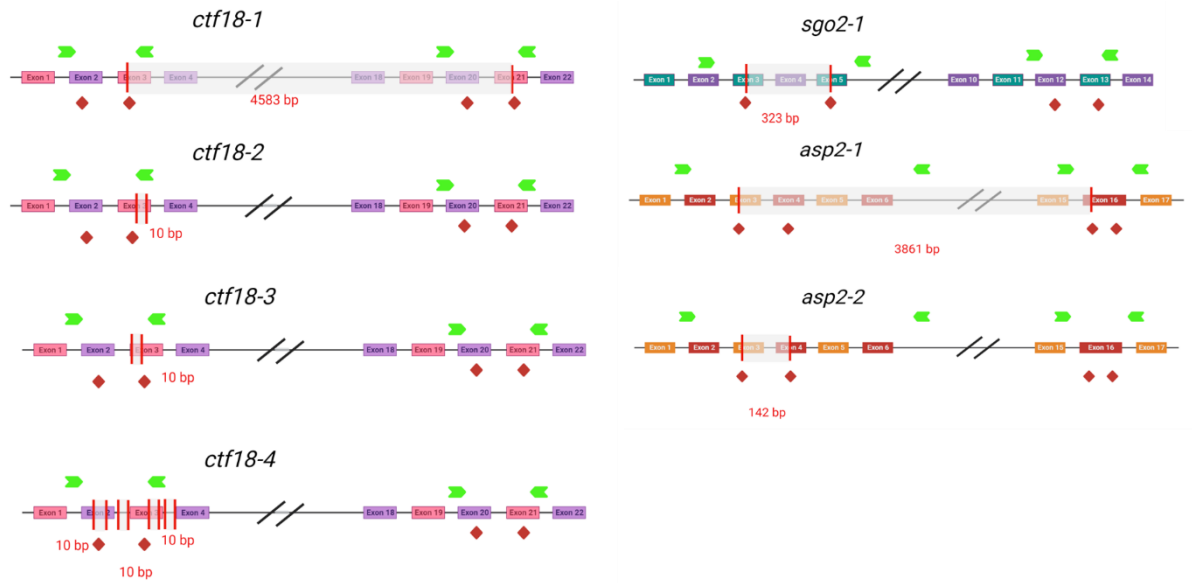 ctf18-1
Exon 1 Exon 2 Exon 3 Exon 4 Exon 18 Exon 19 Exon 20 Exon 21 Exon 22
4583 bp
ctf18-2
Exon 1 Exon 2 Exon 3 Exon 4 Exon 18 Exon 19 Exon 20 Exon 21 Exon 22
10 bp
ctf18-3
Exon 1 Exon 2 Exon 3 Exon 4 Exon 18 Exon 19 Exon 20 Exon 21 Exon 22
10 bp
ctf18-4
Exon 1 Exon 2 Exon 3 Exon 4 Exon 18 Exon 19 Exon 20 Exon 21 Exon 22
10 bp 10 bp
10 bp
sgo2-1
Exon 1 Exon 2 Exon 3 Exon 4 Exon 5 Exon 10 Exon 11 Exon 12 Exon 13 Exon 14
323 bp
asp2-1
Exon 1 Exon 2 Exon 3 Exon 4 Exon 5 Exon 6 Exon 15 Exon 16 Exon 17
3861 bp
asp2-2
Exon 1 Exon 2 Exon 3 Exon 4 Exon 5 Exon 6 Exon 15 Exon 16 Exon 17
142 bp